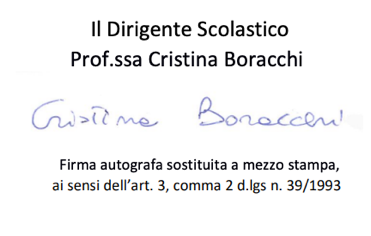 Il Dirigente Scolastico
Prof.ssa Cristina Boracchi
Cristina Boracchi
Firma autografa sostituita a mezzo stampa,
ai sensi dell'art. 3, comma 2 d.lgs n. 39/1993